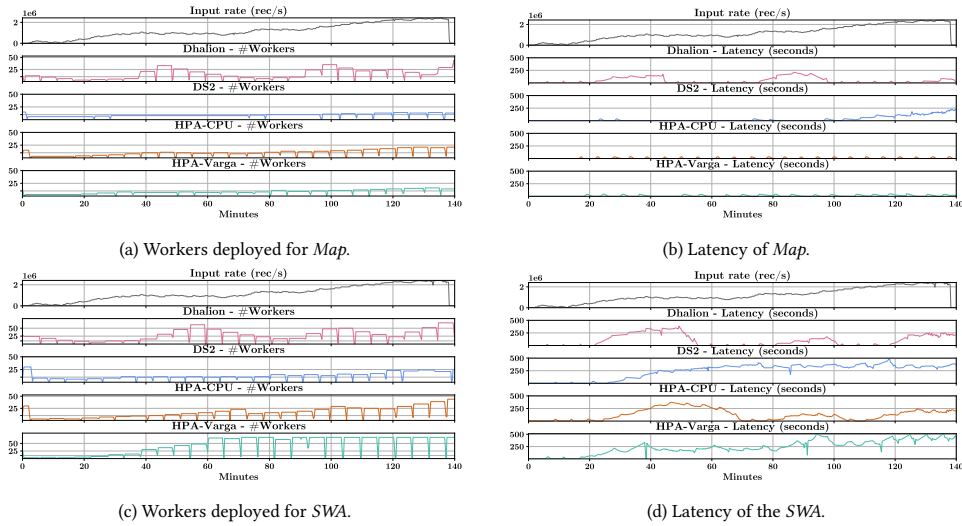 Input rate (rec/s)
1e6
2
0
Dhalion - #Workers
50
25
DS2 - #Workers
50
25
HPA-CPU - #Workers
50
25
HPA-Varga - #Workers
50
25
0 20 40 60 80 100 120 140
Minutes
(a) Workers deployed for Map.
Input rate (rec/s)
1e6
2
0
Dhalion - Latency (seconds)
500
250
DS2 - Latency (seconds)
500
250
HPA-CPU - Latency (seconds)
500
250
HPA-Varga - Latency (seconds)
500
250
0 20 40 60 80 100 120 140
Minutes
(b) Latency of Map.
Input rate (rec/s)
1e6
2
0
Dhalion - #Workers
50
25
DS2 - #Workers
50
25
HPA-CPU - #Workers
50
25
HPA-Varga - #Workers
50
25
0 20 40 60 80 100 120 140
Minutes
(c) Workers deployed for SWA.
Input rate (rec/s)
1e6
2
0
Dhalion - Latency (seconds)
500
250
DS2 - Latency (seconds)
500
250
0
HPA-CPU - Latency (seconds)
500
250
0
HPA-Varga - Latency (seconds)
500
250
0 20 40 60 80 100 120 140
Minutes
(d) Latency of the SWA.